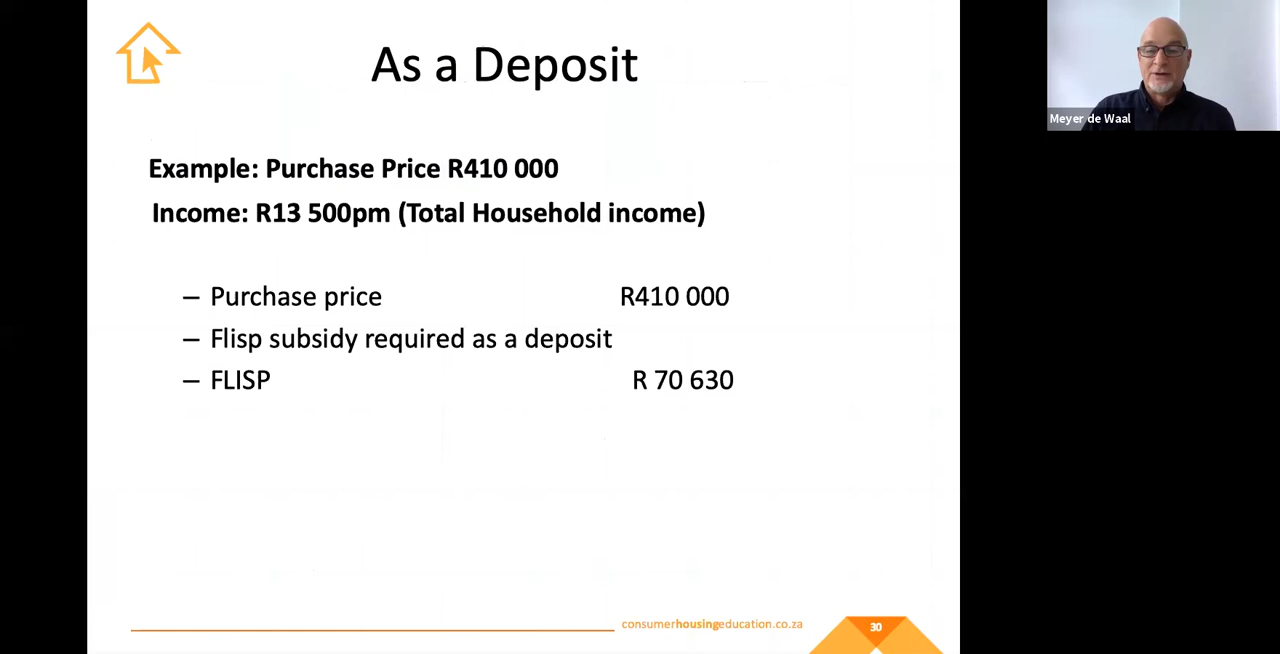 As a Deposit
Meyer de Waal
Example: Purchase Price R410 000
Income: R13 500pm (Total Household income)
– Purchase price R410 000
– Flisp subsidy required as a deposit
– FLISP R 70 630
consumerhousingeducation.co.za
30